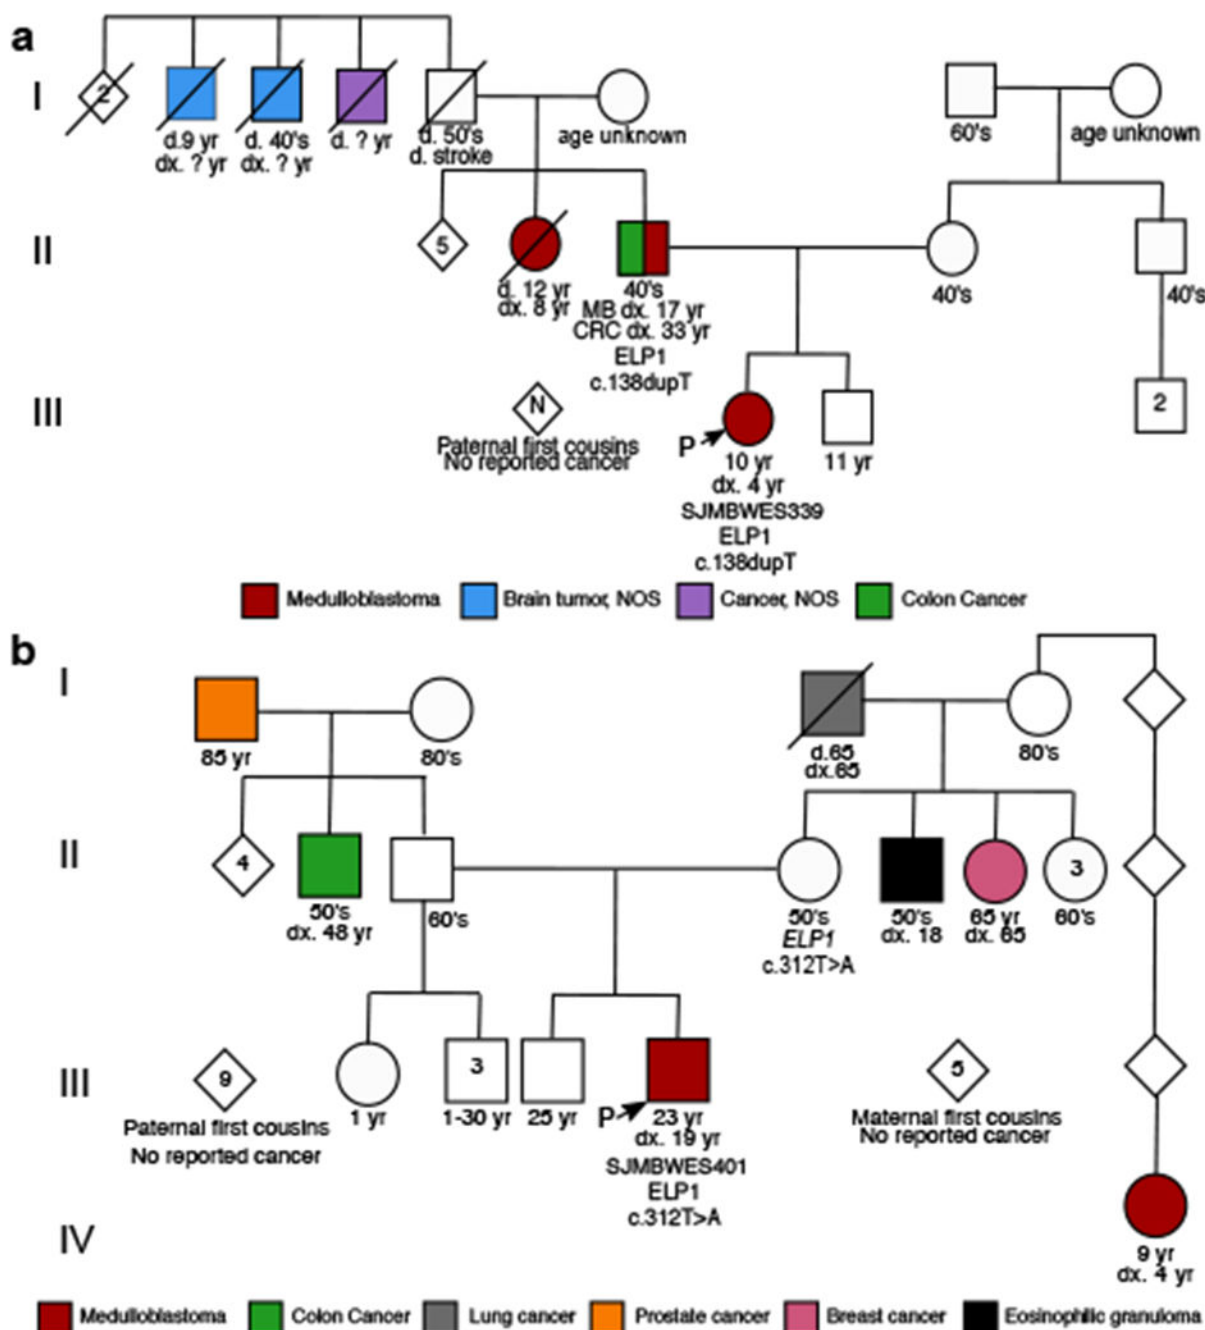 a
I
2
d.9 yr
dx. ? yr
d. 40's
dx. ? yr
d. ? yr
d. 50's
d. stroke
age unknown
60's
age unknown
II
5
d. 12 yr
dx. 8 yr
40's
MB dx. 17 yr
CRC dx. 33 yr
ELP1
c.138dupT
40's
40's
III
N
Paternal first cousins
No reported cancer
P
10 yr
dx. 4 yr
SJMBWES339
ELP1
c.138dupT
11 yr
2
Medulloblastoma Brain tumor, NOS Cancer, NOS Colon Cancer
b
I
85 yr
80's
d.65
dx.65
80's
II
4
50's
dx. 48 yr
60's
50's
ELP1
c.312T>A
50's
dx. 18
65 yr
dx. 65
3
60's
III
9
Paternal first cousins
No reported cancer
1 yr
3
1-30 yr
25 yr
P
23 yr
dx. 19 yr
SJMBWES401
ELP1
c.312T>A
5
Maternal first cousins
No reported cancer
IV
9 yr
dx. 4 yr
Medulloblastoma Colon Cancer Lung cancer Prostate cancer Breast cancer Eosinophilic granuloma